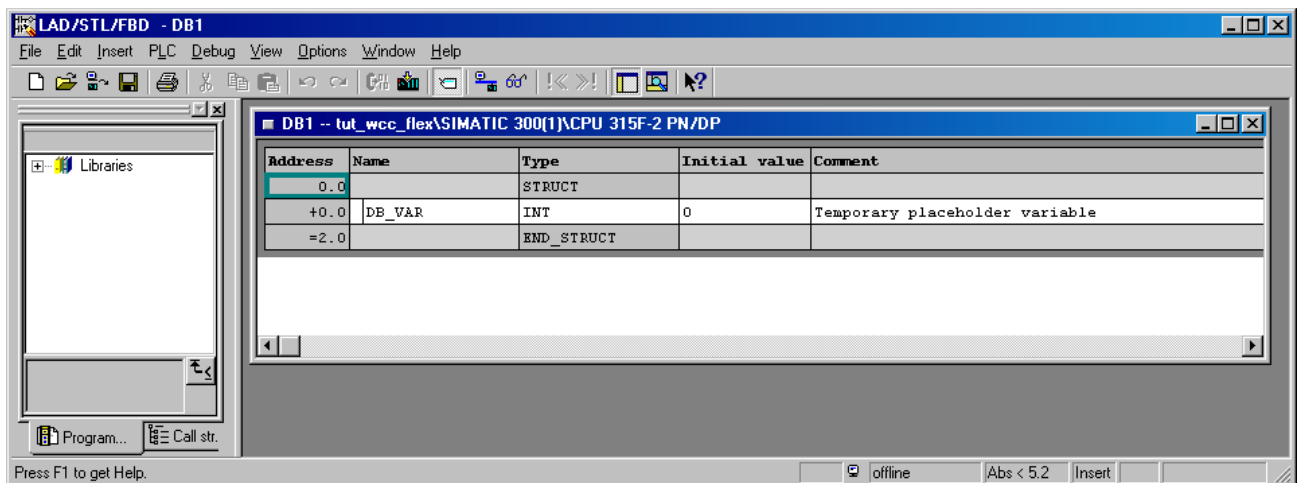 LAD/STL/FBD - DB1
File Edit Insert PLC Debug View Options Window Help
Libraries
Program... Call str.
DB1 -- tut_wcc_flex\SIMATIC 300(1)\CPU 315F-2 PN/DP
Address Name Type Initial value Comment
0.0 STRUCT
+0.0 DB_VAR INT 0 Temporary placeholder variable
=2.0 END_STRUCT
Press F1 to get Help. offline Abs < 5.2 Insert